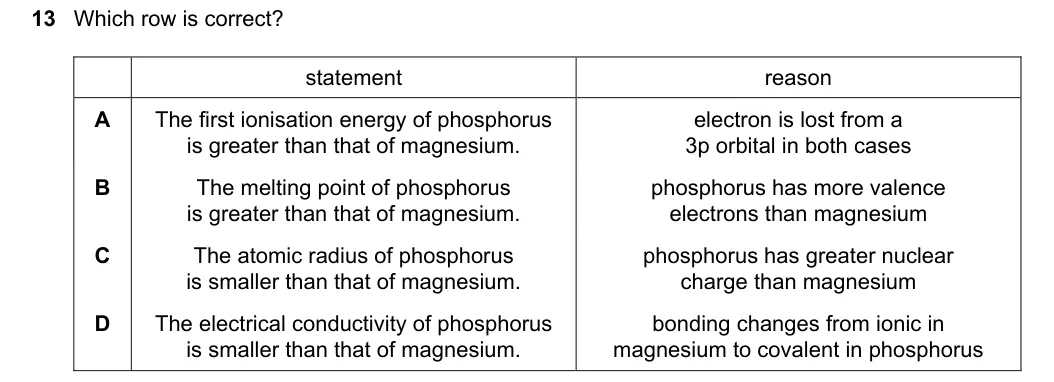 13 Which row is correct?
statement reason
A The first ionisation energy of phosphorus electron is lost from a
is greater than that of magnesium. 3p orbital in both cases
B The melting point of phosphorus phosphorus has more valence
is greater than that of magnesium. electrons than magnesium
C The atomic radius of phosphorus phosphorus has greater nuclear
is smaller than that of magnesium. charge than magnesium
D The electrical conductivity of phosphorus bonding changes from ionic in
is smaller than that of magnesium. magnesium to covalent in phosphorus